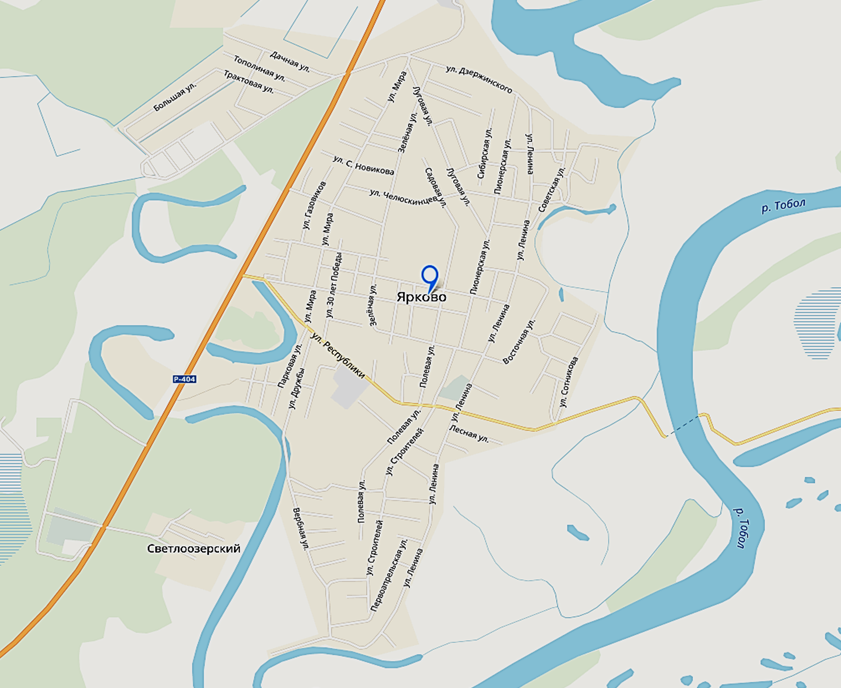 Дачная ул.
Тополиная ул.
Трактовая ул.
Большая ул.
ул. Дзержинского
ул. Мира
Луговая ул.
Зелёная ул.
Сибирская ул.
Пионерская ул.
ул. Ленина
ул. С. Новикова
Садовая ул.
Луговая ул.
Советская ул.
ул. Челюскинцев
ул. Газовиков
ул. Мира
р. Тобол
ул. Ленина
Пионерская ул.
ул. 30 лет Победы
Зелёная ул.
Ярково
ул. Мира
ул. Ленина
Восточная ул.
ул. Республики
Парковая ул.
ул. Дружбы
Полевая ул.
Р-404
ул. Сотникова
ул. Ленина
Полевая ул.
Лесная ул.
ул. Строителей
ул. Ленина
Полевая ул.
Вербная ул.
р. Тобол
Светлоозерский
ул. Строителей
Первоапрельская ул.
ул. Ленина